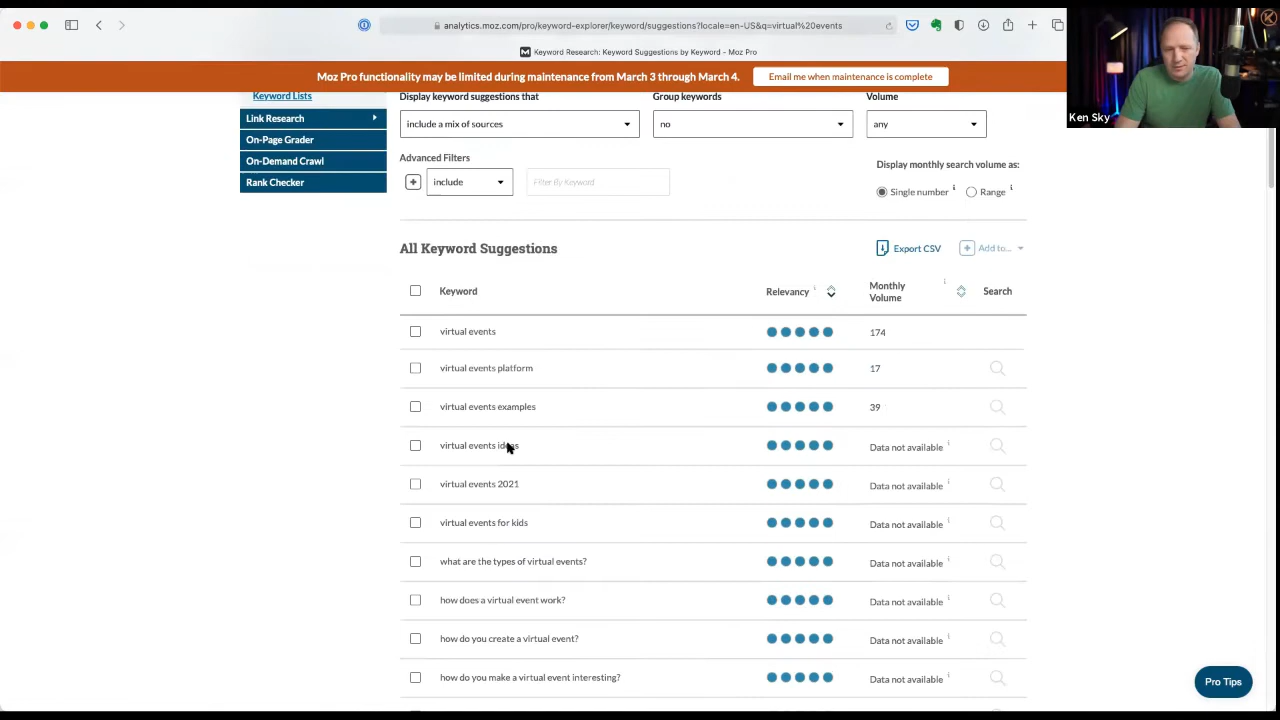 analytics.moz.com/pro/keyword-explorer/keyword/suggestions?locale=en-US&q=virtual%20events
Keyword Research: Keyword Suggestions by Keyword - Moz Pro
Moz Pro functionality may be limited during maintenance from March 3 through March 4.
Email me when maintenance is complete
Ken Sky
Keyword Lists
Link Research
On-Page Grader
On-Demand Crawl
Rank Checker
Display keyword suggestions that
Group keywords
Volume
include a mix of sources
no
any
Advanced Filters
include
Filter By Keyword
Display monthly search volume as:
Single number
Range
All Keyword Suggestions
Export CSV
Add to...
Keyword
Relevancy
Monthly
Volume
Search
virtual events
174
virtual events platform
17
virtual events examples
39
virtual events ideas
Data not available
virtual events 2021
Data not available
virtual events for kids
Data not available
what are the types of virtual events?
Data not available
how does a virtual event work?
Data not available
how do you create a virtual event?
Data not available
how do you make a virtual event interesting?
Data not available
Pro Tips